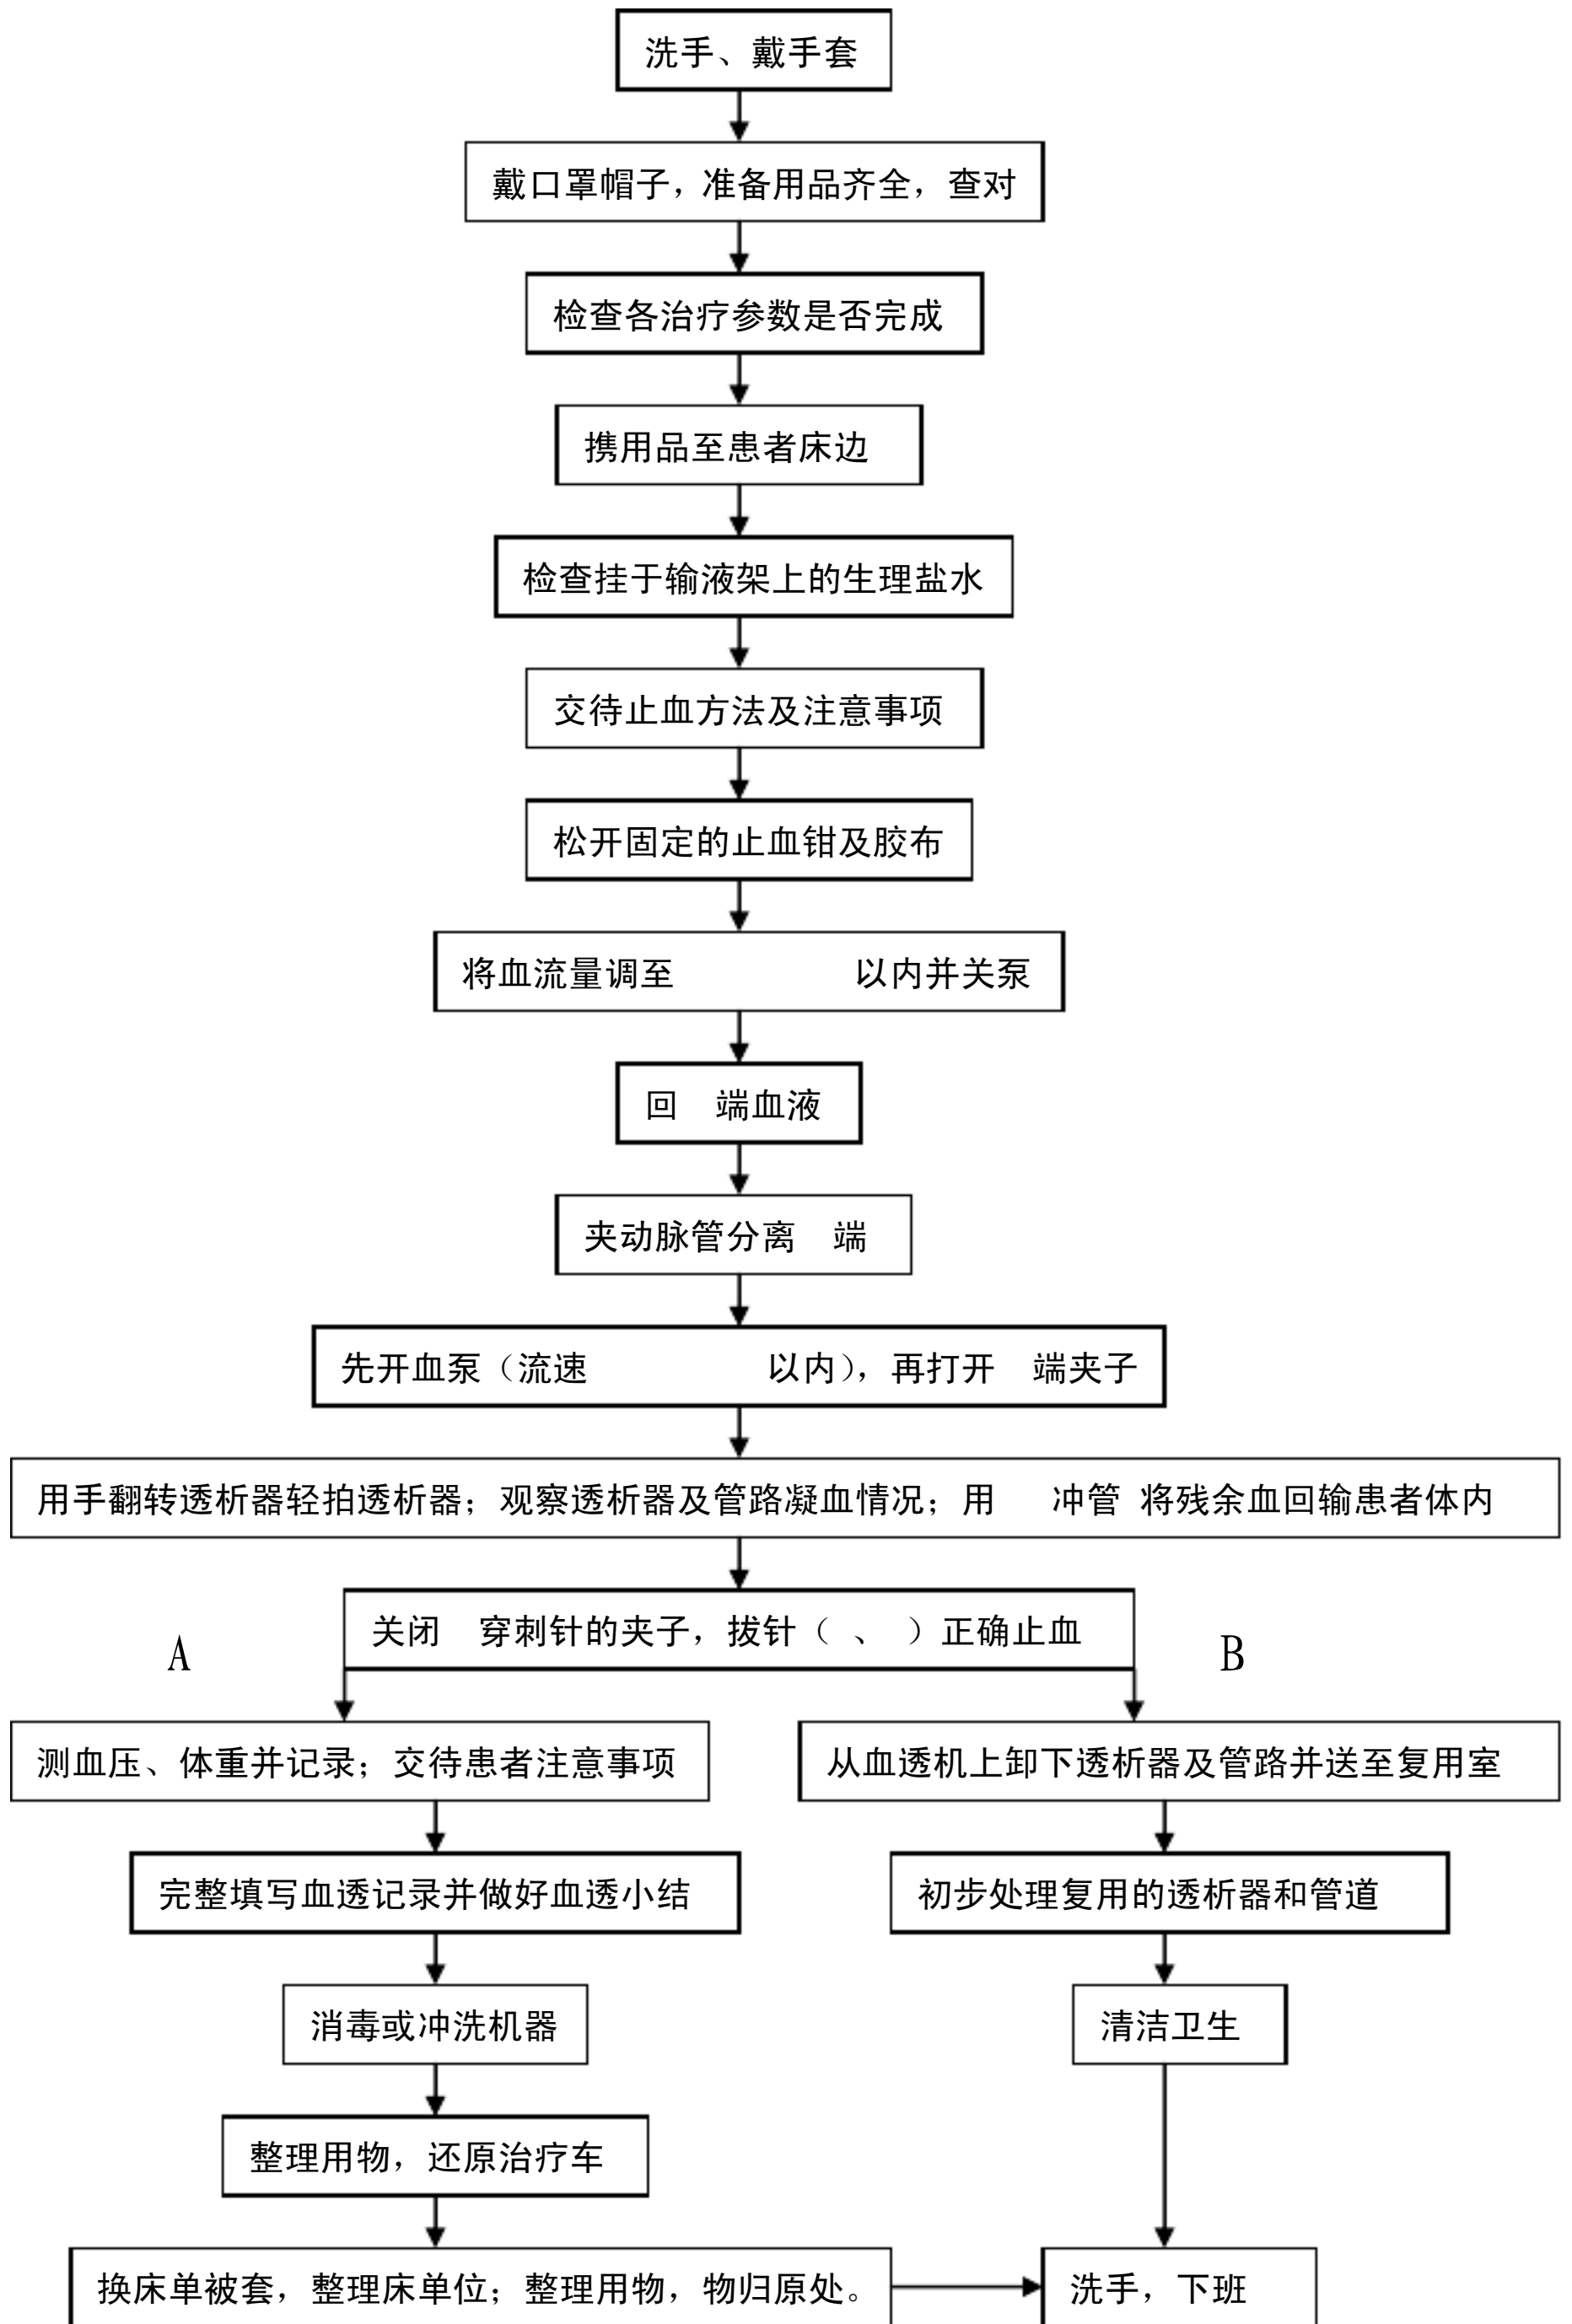 洗手、戴手套
戴口罩帽子，准备用品齐全，查对
检查各治疗参数是否完成
携用品至患者床边
检查挂于输液架上的生理盐水
交待止血方法及注意事项
松开固定的止血钳及胶布
将血流量调至 以内并关泵
回 端血液
夹动脉管分离 端
先开血泵（流速 以内），再打开 端夹子
用手翻转透析器轻拍透析器；观察透析器及管路凝血情况；用 冲管 将残余血回输患者体内
关闭 穿刺针的夹子，拔针（ 、 ）正确止血
A
B
测血压、体重并记录；交待患者注意事项
从血透机上卸下透析器及管路并送至复用室
完整填写血透记录并做好血透小结
初步处理复用的透析器和管道
消毒或冲洗机器
清洁卫生
整理用物，还原治疗车
换床单被套，整理床单位；整理用物，物归原处。
洗手，下班